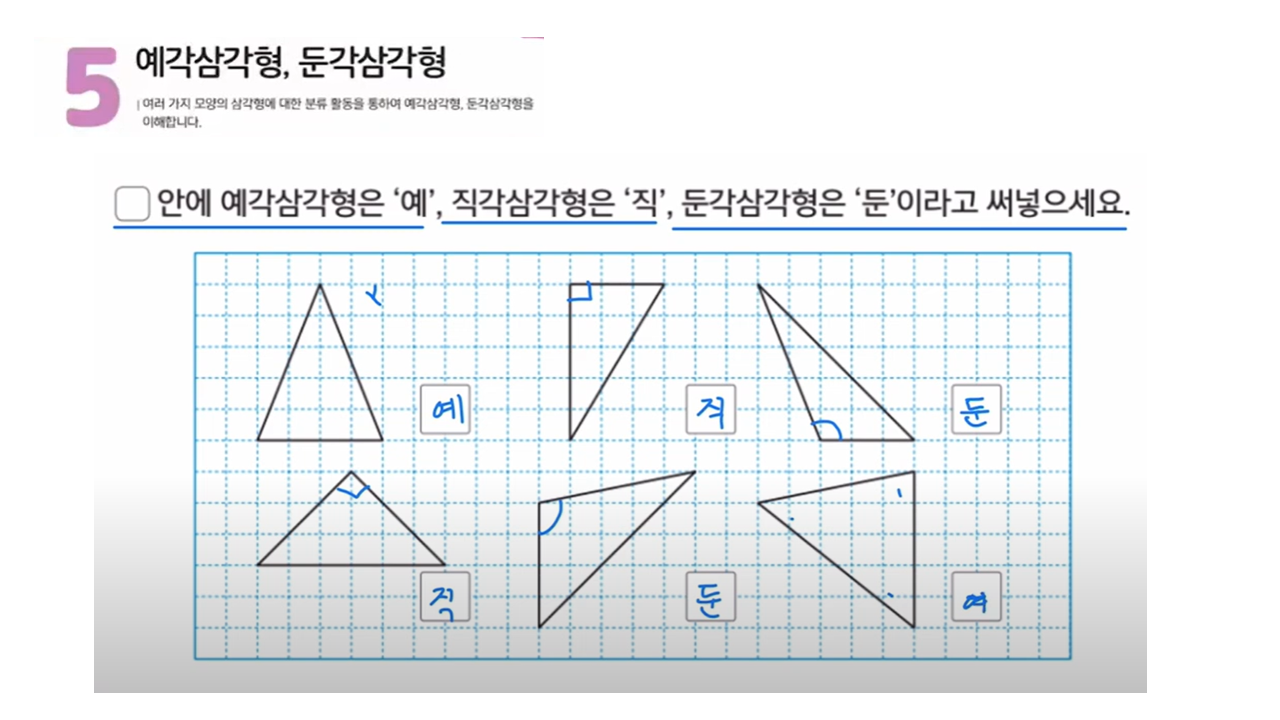 5 예각삼각형, 둔각삼각형
여러 가지 모양의 삼각형에 대한 분류 활동을 통하여 예각삼각형, 둔각삼각형을
이해합니다.
안에 예각삼각형은 ‘예’, 직각삼각형은 ‘직’, 둔각삼각형은 ‘둔’이라고 써넣으세요.
예 직 둔
직 둔